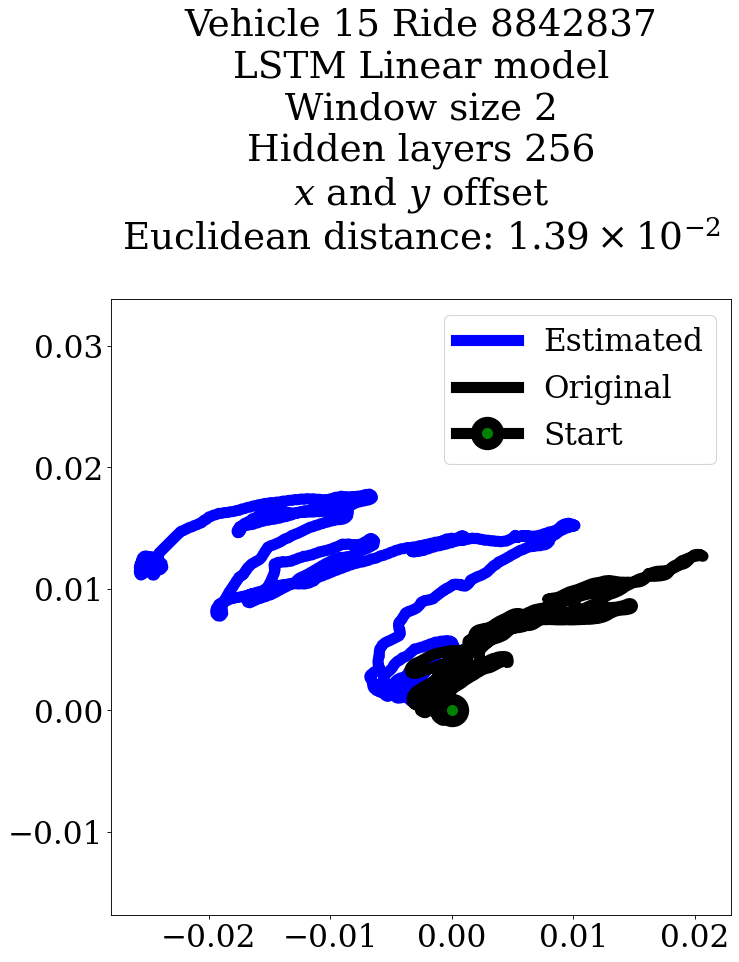 Vehicle 15 Ride 8842837
LSTM Linear model
Window size 2
Hidden layers 256
x and y offset
Euclidean distance: 1.39 × 10⁻²
Estimated
Original
Start
0.03
0.02
0.01
0.00
−0.01
−0.02 −0.01 0.00 0.01 0.02